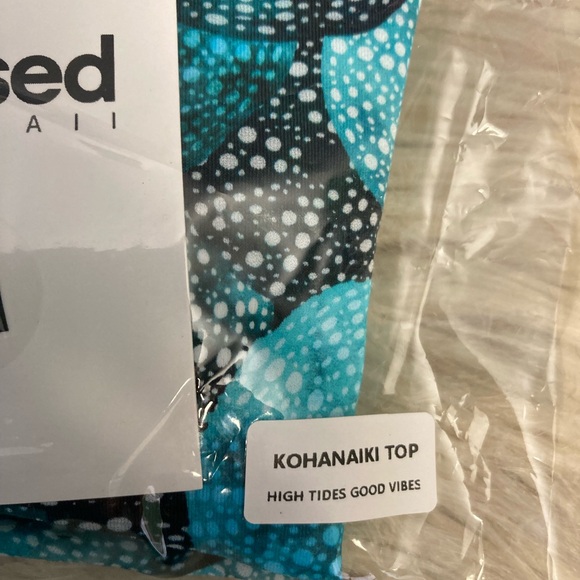 sed
AII
KOHANAIKI TOP
HIGH TIDES GOOD VIBES